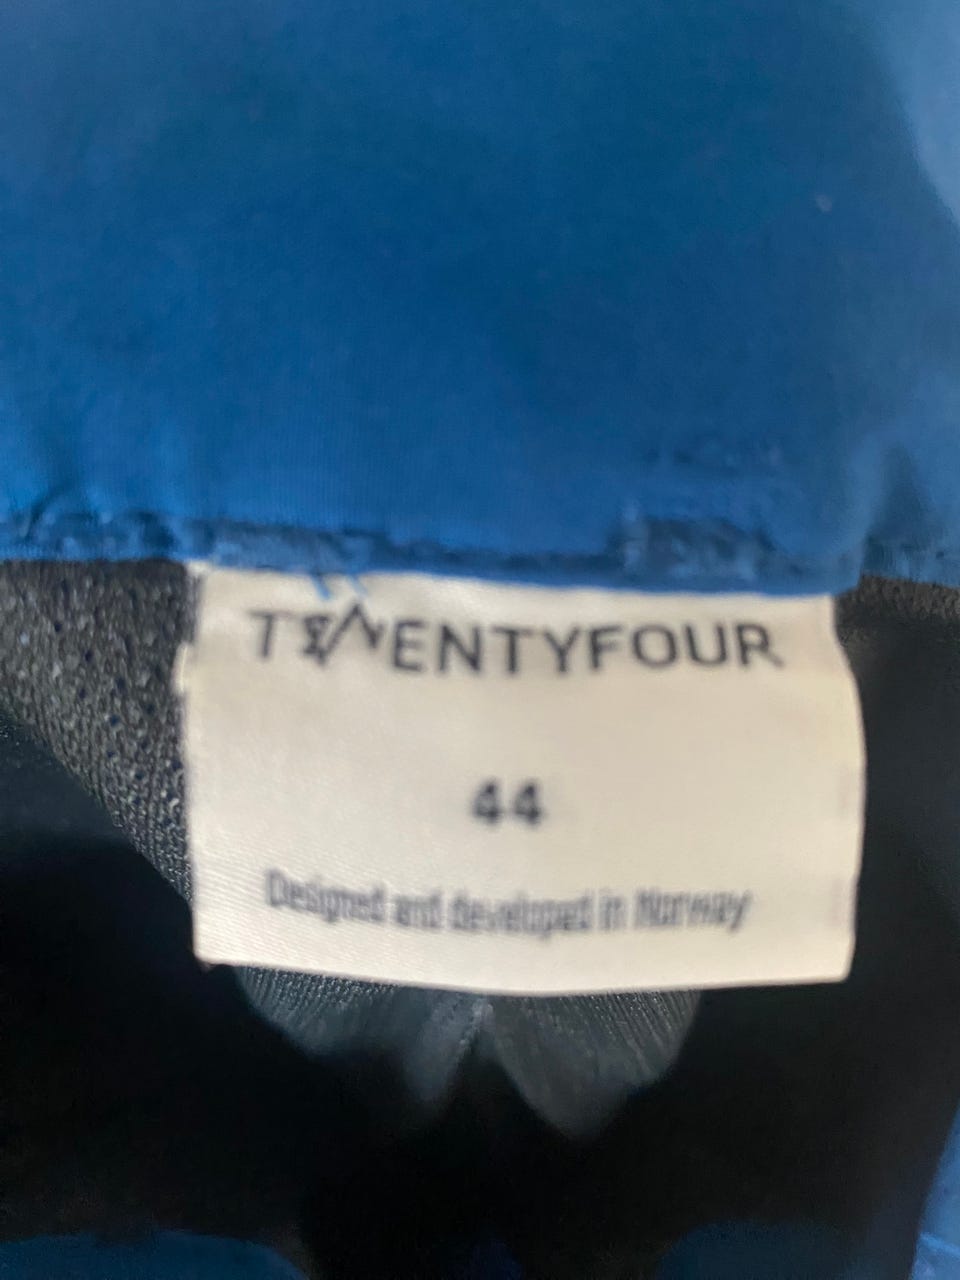 TWENTYFOUR
44
Designed and developed in Norway